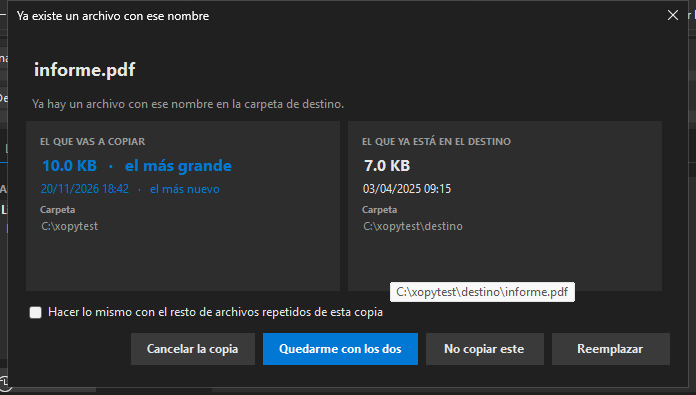 Ya existe un archivo con ese nombre
informe.pdf
Ya hay un archivo con ese nombre en la carpeta de destino.
EL QUE VAS A COPIAR
10.0 KB · el más grande
20/11/2026 18:42 · el más nuevo
Carpeta
C:\xopytest
EL QUE YA ESTÁ EN EL DESTINO
7.0 KB
03/04/2025 09:15
Carpeta
C:\xopytest\destino
C:\xopytest\destino\informe.pdf
Hacer lo mismo con el resto de archivos repetidos de esta copia
Cancelar la copia
Quedarme con los dos
No copiar este
Reemplazar